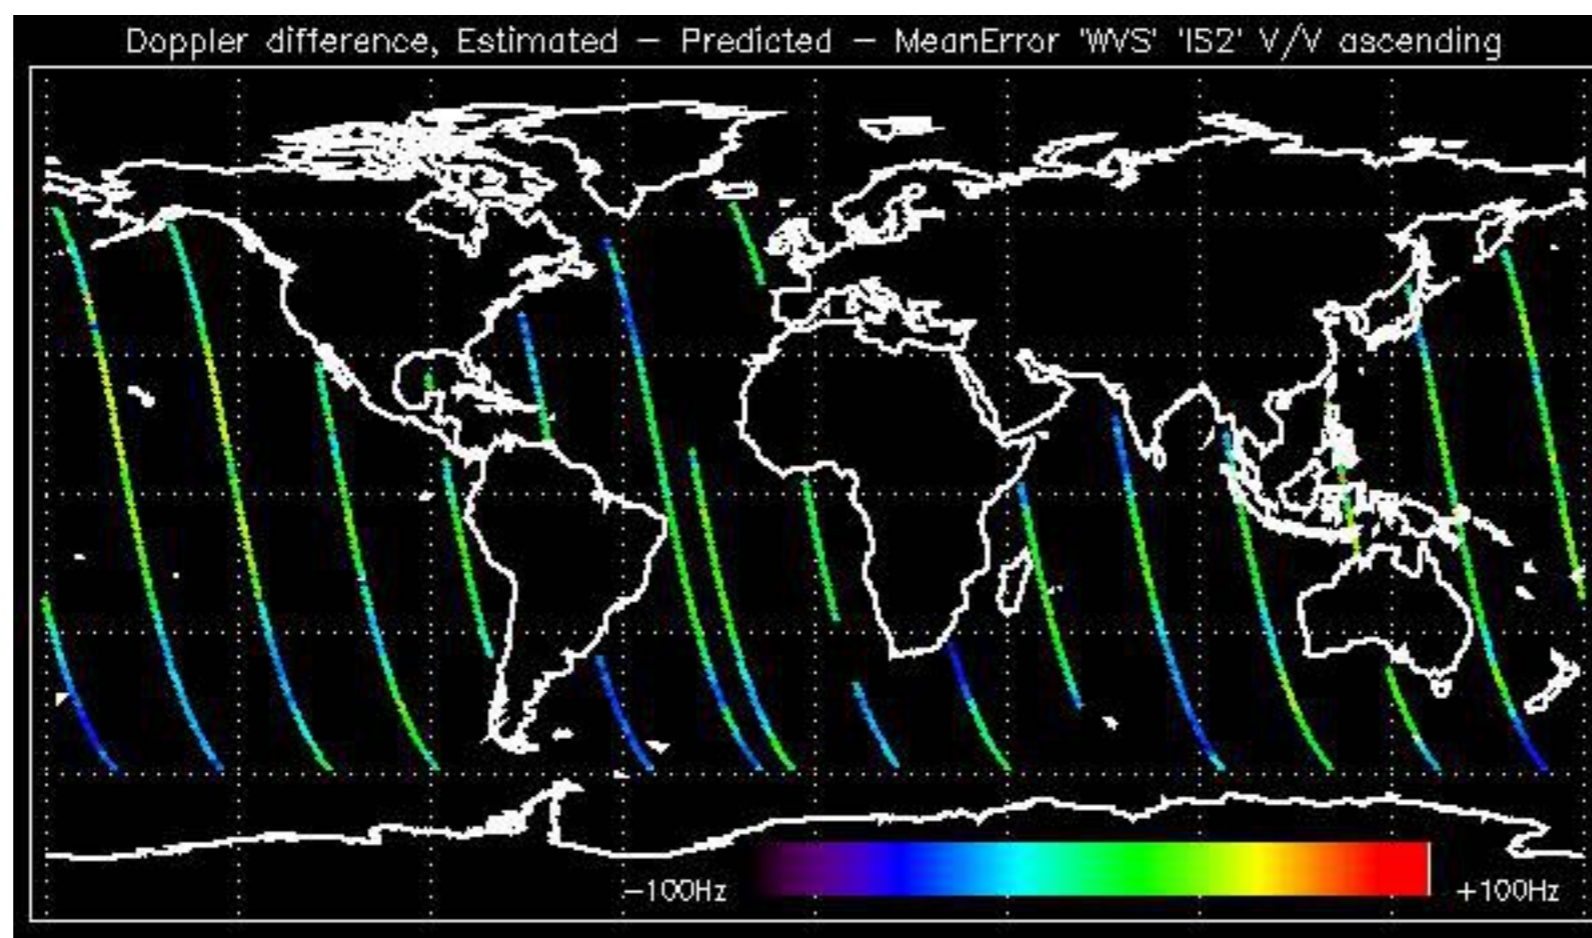 Doppler difference, Estimated − Predicted − MeanError 'WVS' 'IS2' V/V ascending
−100Hz +100Hz